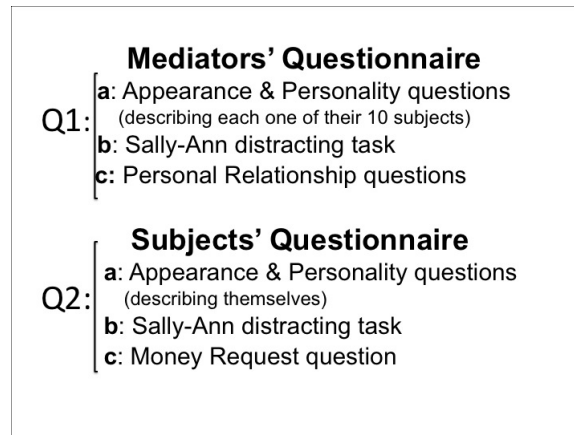 Mediators' Questionnaire
Q1:
a: Appearance & Personality questions
(describing each one of their 10 subjects)
b: Sally-Ann distracting task
c: Personal Relationship questions
Subjects' Questionnaire
Q2:
a: Appearance & Personality questions
(describing themselves)
b: Sally-Ann distracting task
c: Money Request question